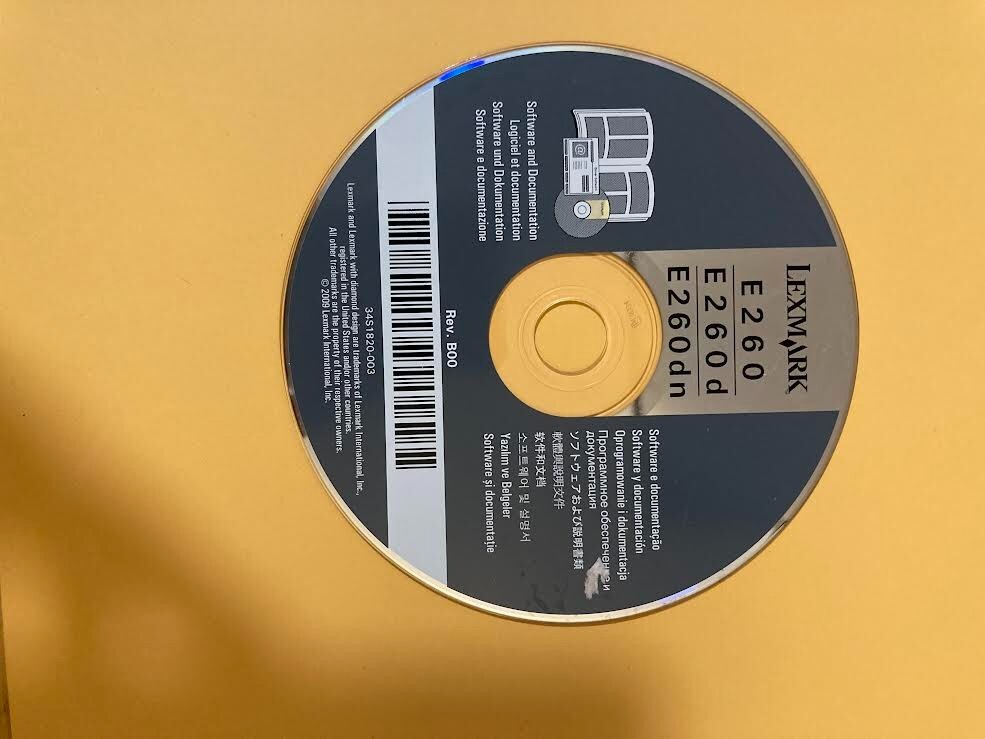 LEXMARK
E260
E260d
E260dn
Software and Documentation
Logiciel et documentation
Software und Dokumentation
Software e documentazione
Software e documentação
Software y documentación
Oprogramowanie i dokumentacja
Программное обеспечение и
документация
ソフトウェアおよび説明書類
軟體與說明文件
软件和文档
소프트웨어 및 설명서
Yazılım ve Belgeler
Software și documentație
Rev. B00
34S1820-003
Lexmark and Lexmark with diamond design are trademarks of Lexmark International, Inc.,
registered in the United States and/or other countries.
All other trademarks are the property of their respective owners.
© 2009 Lexmark International, Inc.